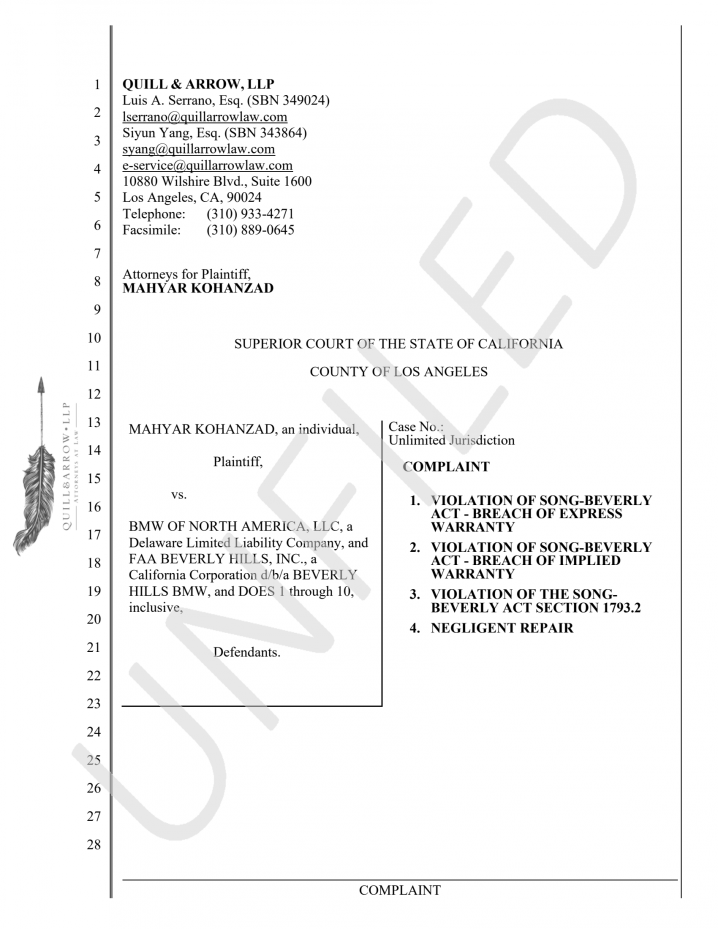 1 QUILL & ARROW, LLP
Luis A. Serrano, Esq. (SBN 349024)
2 lserrano@quillarrowlaw.com
Siyun Yang, Esq. (SBN 343864)
3 syang@quillarrowlaw.com
4 e-service@quillarrowlaw.com
10880 Wilshire Blvd., Suite 1600
5 Los Angeles, CA, 90024
Telephone: (310) 933-4271
6 Facsimile: (310) 889-0645
7
Attorneys for Plaintiff,
8 MAHYAR KOHANZAD
9
10 SUPERIOR COURT OF THE STATE OF CALIFORNIA
11 COUNTY OF LOS ANGELES
12
13 MAHYAR KOHANZAD, an individual,
14 Plaintiff,
15
vs.
16
BMW OF NORTH AMERICA, LLC, a
17 Delaware Limited Liability Company, and
18 FAA BEVERLY HILLS, INC., a
California Corporation d/b/a BEVERLY
19 HILLS BMW, and DOES 1 through 10,
inclusive,
20
21 Defendants.
22
23
Case No.:
Unlimited Jurisdiction
COMPLAINT
1. VIOLATION OF SONG-BEVERLY
ACT - BREACH OF EXPRESS
WARRANTY
2. VIOLATION OF SONG-BEVERLY
ACT - BREACH OF IMPLIED
WARRANTY
3. VIOLATION OF THE SONG-
BEVERLY ACT SECTION 1793.2
4. NEGLIGENT REPAIR
24
25
26
27
28
COMPLAINT
QUILL&ARROW•LLP
ATTORNEYS AT LAW
UNFILED